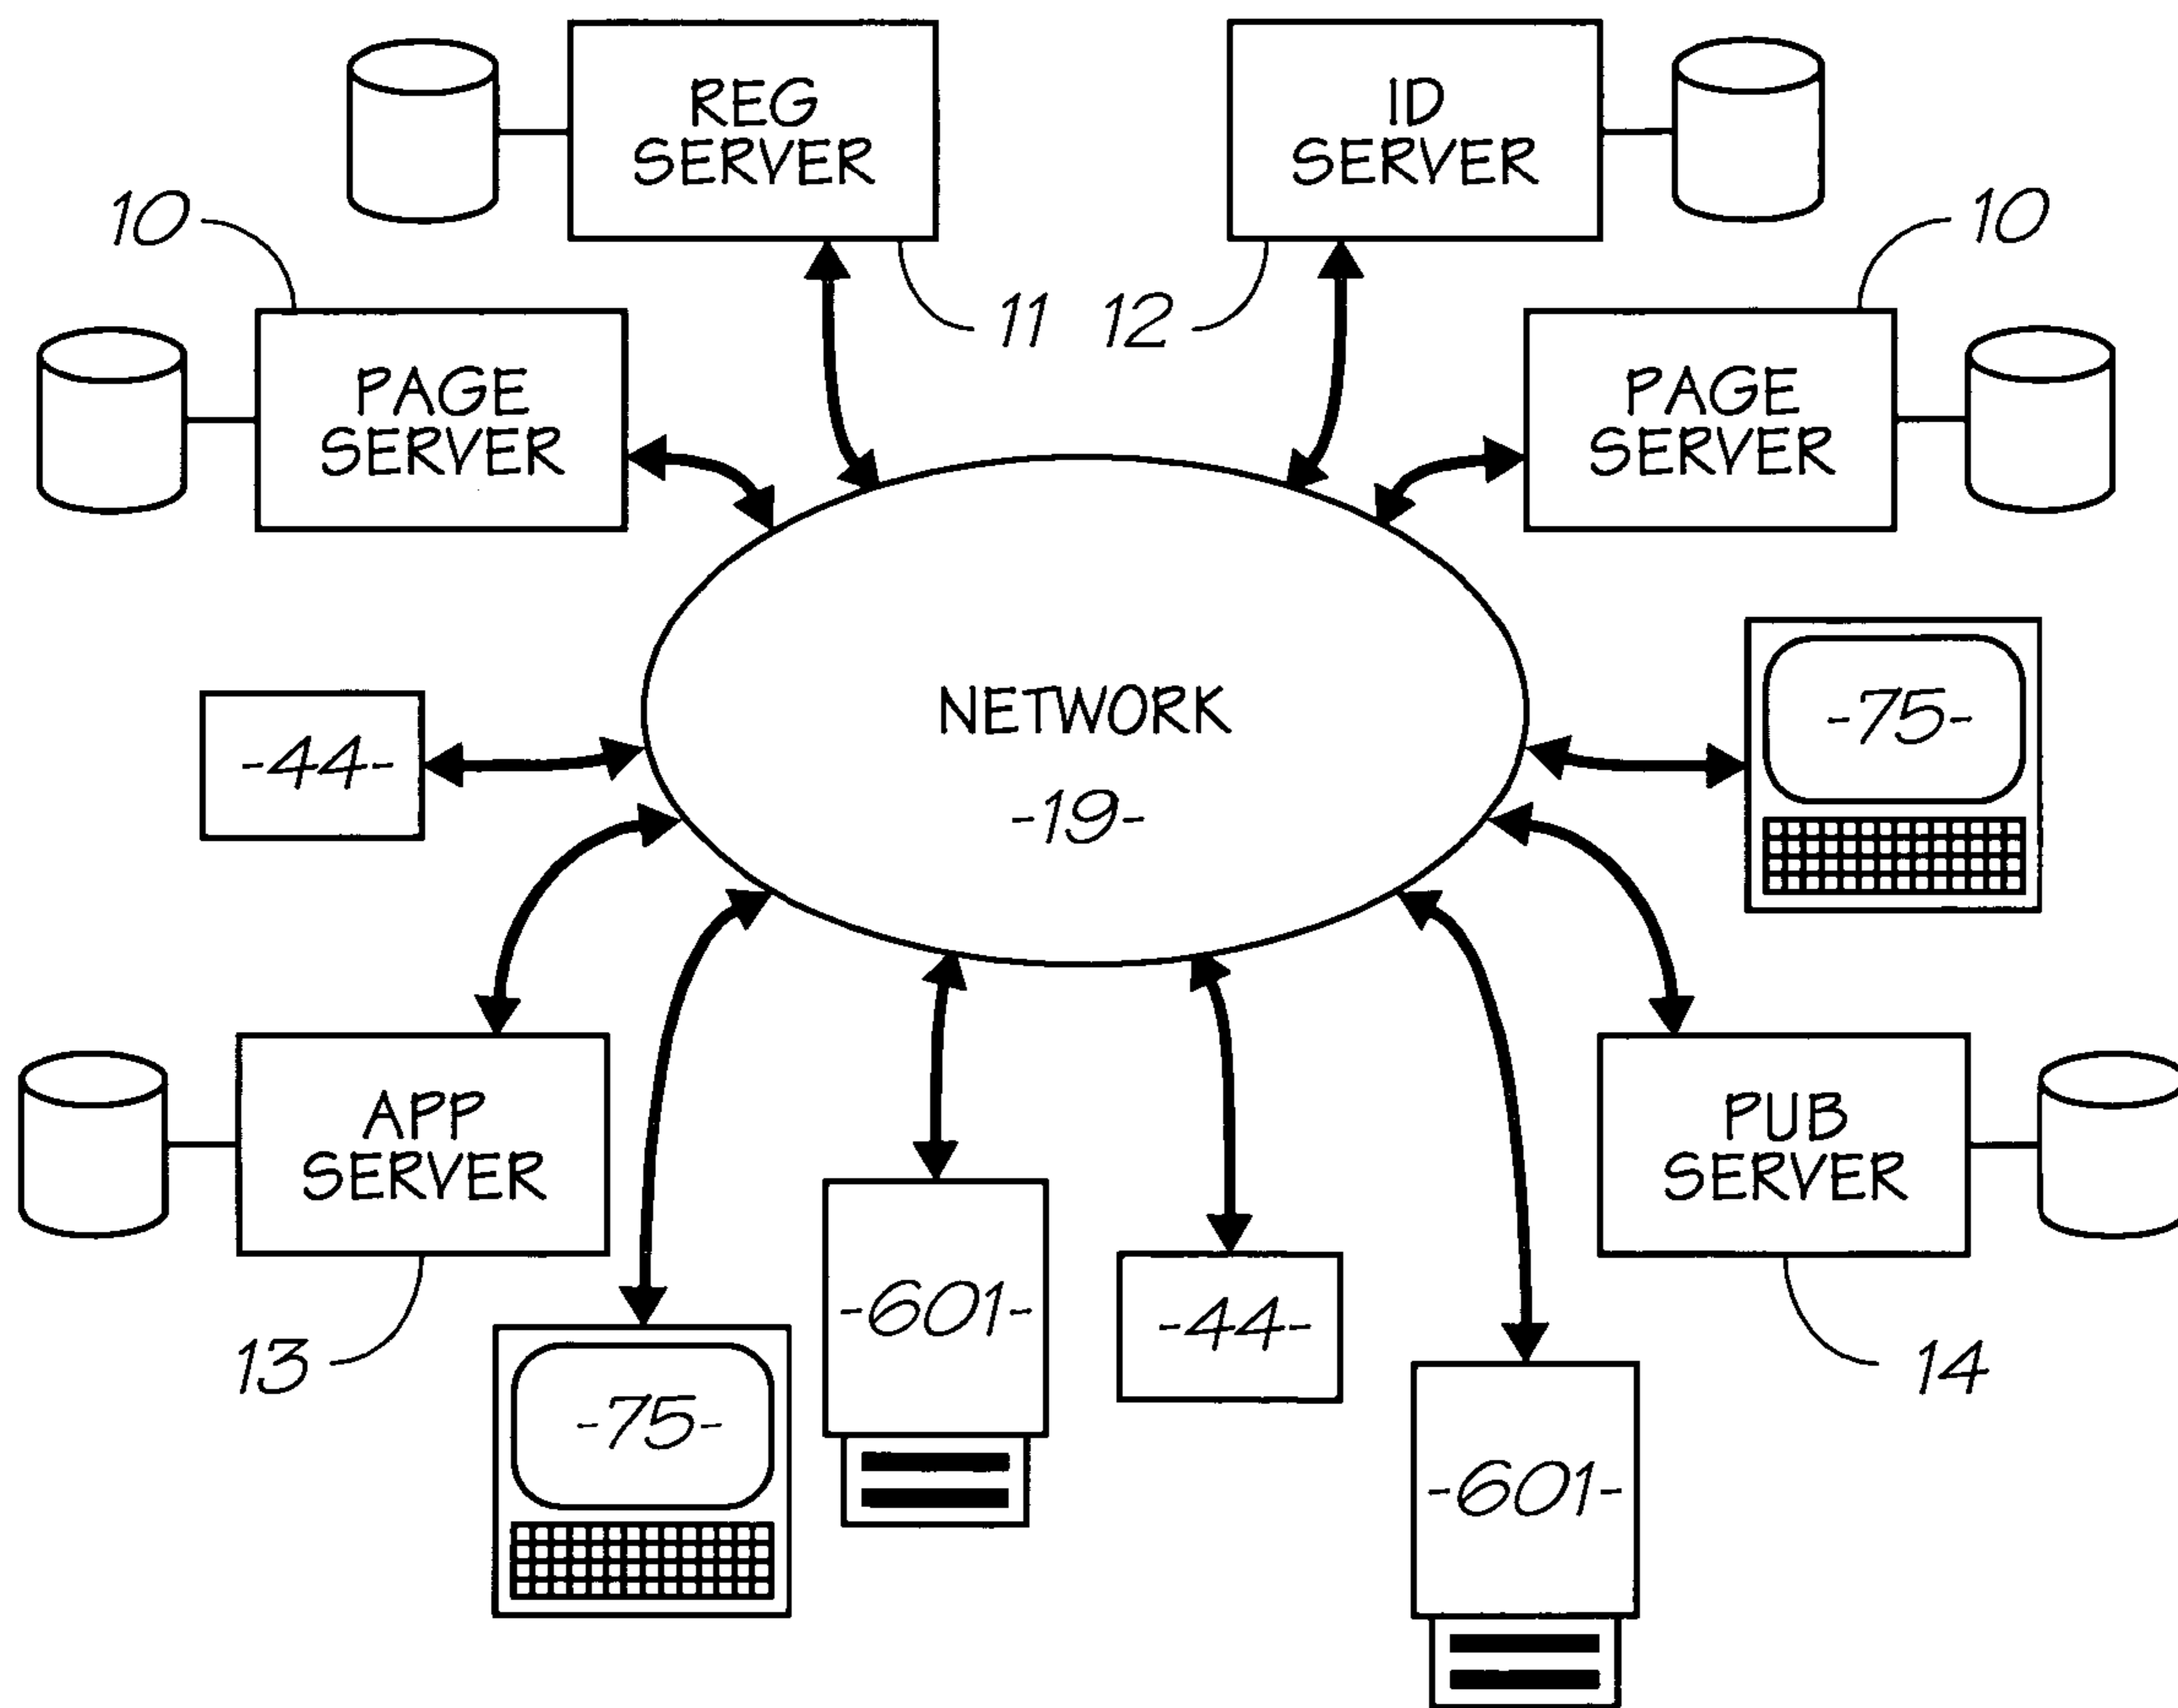 REG
SERVER
ID
SERVER
10
10
11
12
PAGE
SERVER
PAGE
SERVER
NETWORK
-19-
-44-
-75-
APP
SERVER
PUB
SERVER
13
-601-
-44-
14
-75-
-601-